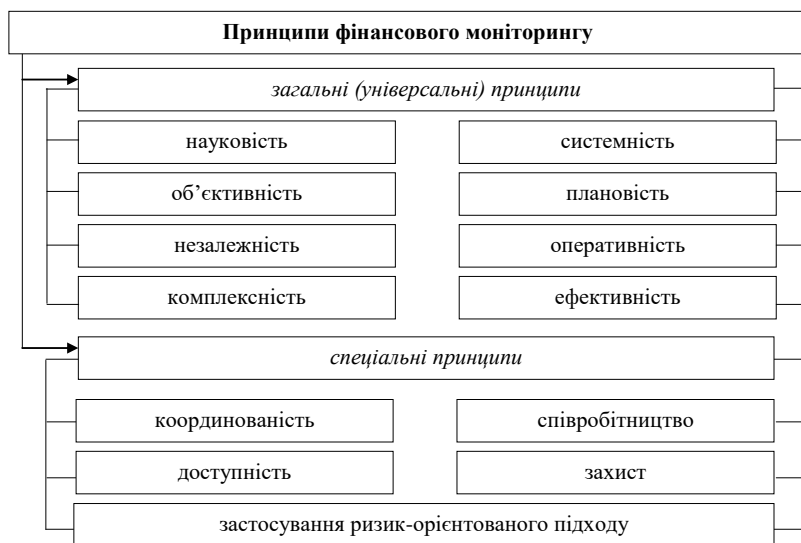 Принципи фінансового моніторингу
загальні (універсальні) принципи
науковість
системність
об’єктивність
плановість
незалежність
оперативність
комплексність
ефективність
спеціальні принципи
координованість
співробітництво
доступність
захист
застосування ризик-орієнтованого підходу